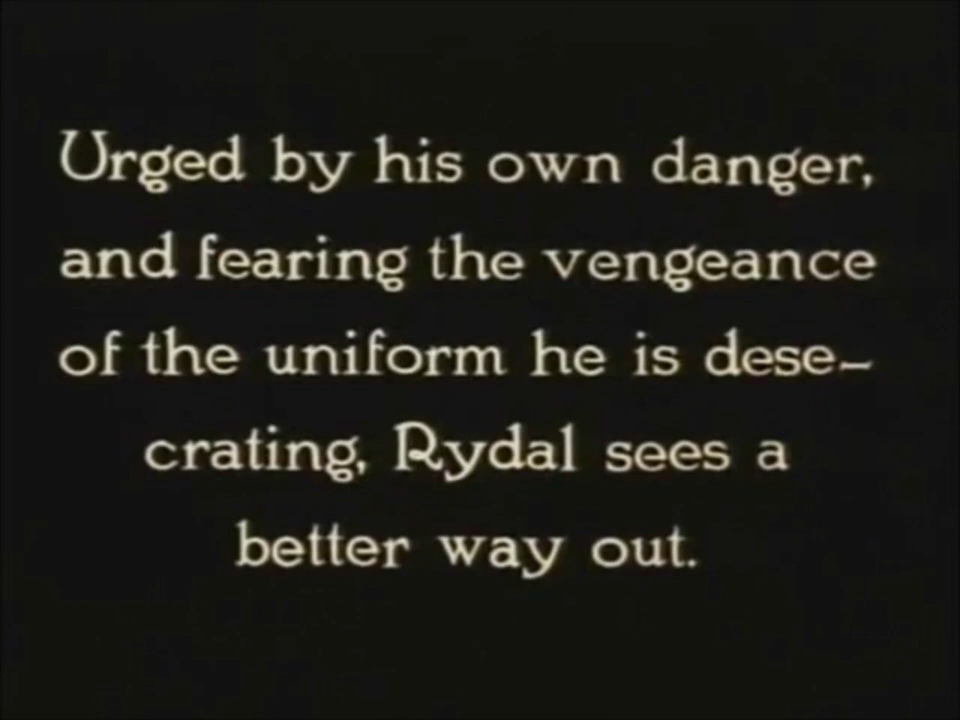 Urged by his own danger,
and fearing the vengeance
of the uniform he is dese-
crating, Rydal sees a
better way out.